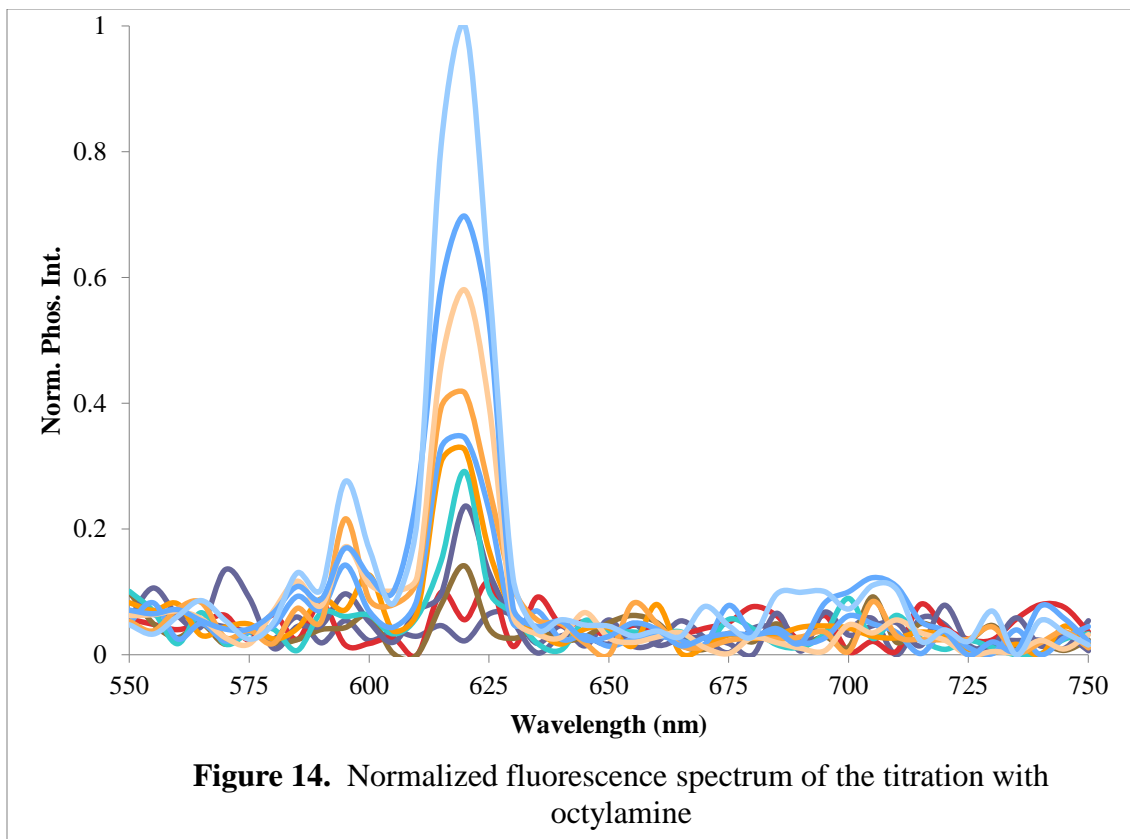 1
0.8
0.6
0.4
0.2
0
Norm. Phos. Int.
550 575 600 625 650 675 700 725 750
Wavelength (nm)
Figure 14. Normalized fluorescence spectrum of the titration with
octylamine